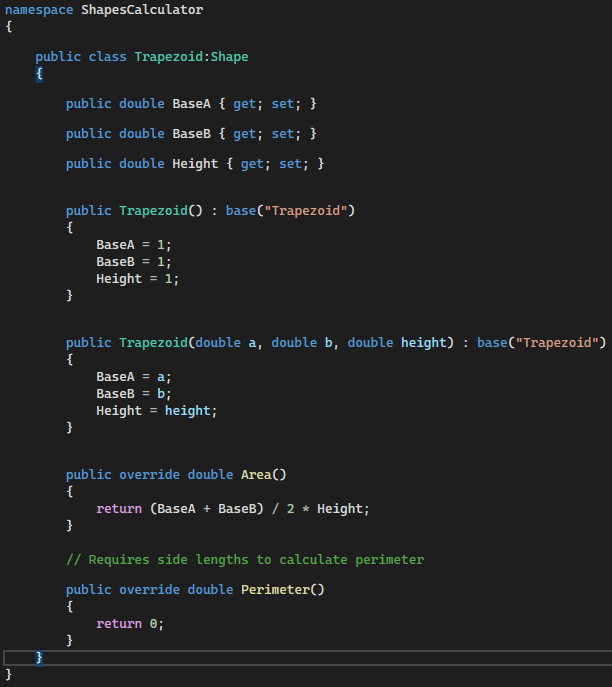 namespace ShapesCalculator
{
public class Trapezoid:Shape
{
public double BaseA { get; set; }
public double BaseB { get; set; }
public double Height { get; set; }
public Trapezoid() : base("Trapezoid")
{
BaseA = 1;
BaseB = 1;
Height = 1;
}
public Trapezoid(double a, double b, double height) : base("Trapezoid")
{
BaseA = a;
BaseB = b;
Height = height;
}
public override double Area()
{
return (BaseA + BaseB) / 2 * Height;
}
// Requires side lengths to calculate perimeter
public override double Perimeter()
{
return 0;
}
}
}